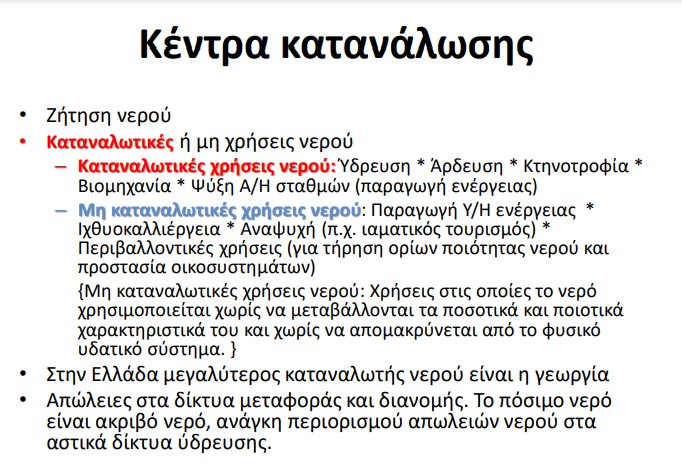 Κέντρα κατανάλωσης
• Ζήτηση νερού
• Καταναλωτικές ή μη χρήσεις νερού
– Καταναλωτικές χρήσεις νερού: Ύδρευση * Άρδευση * Κτηνοτροφία *
Βιομηχανία * Ψύξη Α/Η σταθμών (παραγωγή ενέργειας)
– Μη καταναλωτικές χρήσεις νερού: Παραγωγή Υ/Η ενέργειας *
Ιχθυοκαλλιέργεια * Αναψυχή (π.χ. ιαματικός τουρισμός) *
Περιβαλλοντικές χρήσεις (για τήρηση ορίων ποιότητας νερού και
προστασία οικοσυστημάτων)
{Μη καταναλωτικές χρήσεις νερού: Χρήσεις στις οποίες το νερό
χρησιμοποιείται χωρίς να μεταβάλλονται τα ποσοτικά και ποιοτικά
χαρακτηριστικά του και χωρίς να απομακρύνεται από το φυσικό
υδατικό σύστημα. }
• Στην Ελλάδα μεγαλύτερος καταναλωτής νερού είναι η γεωργία
• Απώλειες στα δίκτυα μεταφοράς και διανομής. Το πόσιμο νερό
είναι ακριβό νερό, ανάγκη περιορισμού απωλειών νερού στα
αστικά δίκτυα ύδρευσης.